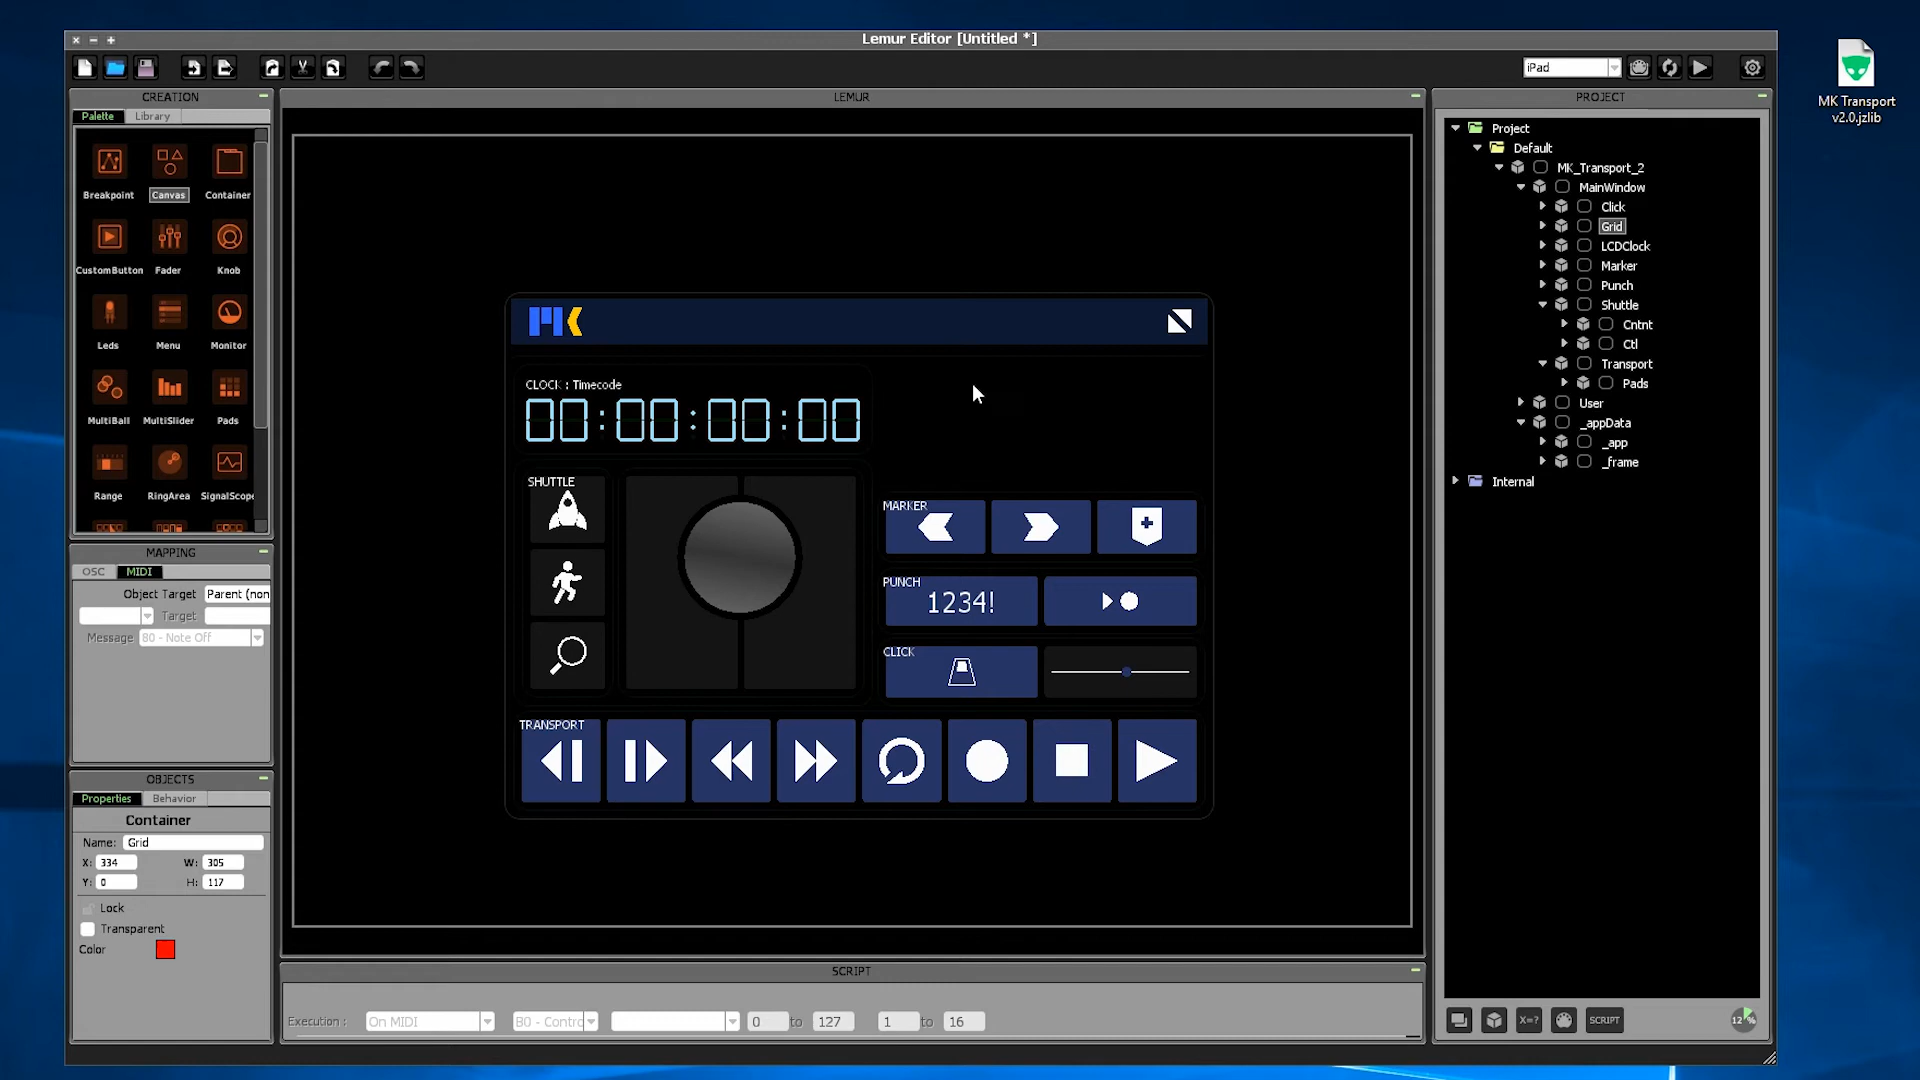 Lemur Editor [Untitled *]
iPad
MK Transport
v2.0.jzlib
CREATION
Palette
Library
Breakpoint
Canvas
Container
CustomButton
Fader
Knob
Leds
Menu
Monitor
MultiBall
MultiSlider
Pads
Range
RingArea
SignalScope
MAPPING
OSC
MIDI
Object Target
Parent (non
Target
Message
80 - Note Off
OBJECTS
Properties
Behavior
Container
Name: Grid
X: 334
W: 305
Y: 0
H: 117
Lock
Transparent
Color
LEMUR
MK
CLOCK : Timecode
00:00:00:00
SHUTTLE
MARKER
PUNCH
1234!
CLICK
TRANSPORT
SCRIPT
Execution :
On MIDI
B0 - Contro
0 to 127
1 to 16
PROJECT
Project
Default
MK_Transport_2
MainWindow
Click
Grid
LCDClock
Marker
Punch
Shuttle
Cntnt
Ctl
Transport
Pads
User
_appData
_app
_frame
Internal
X=?
SCRIPT
12 %